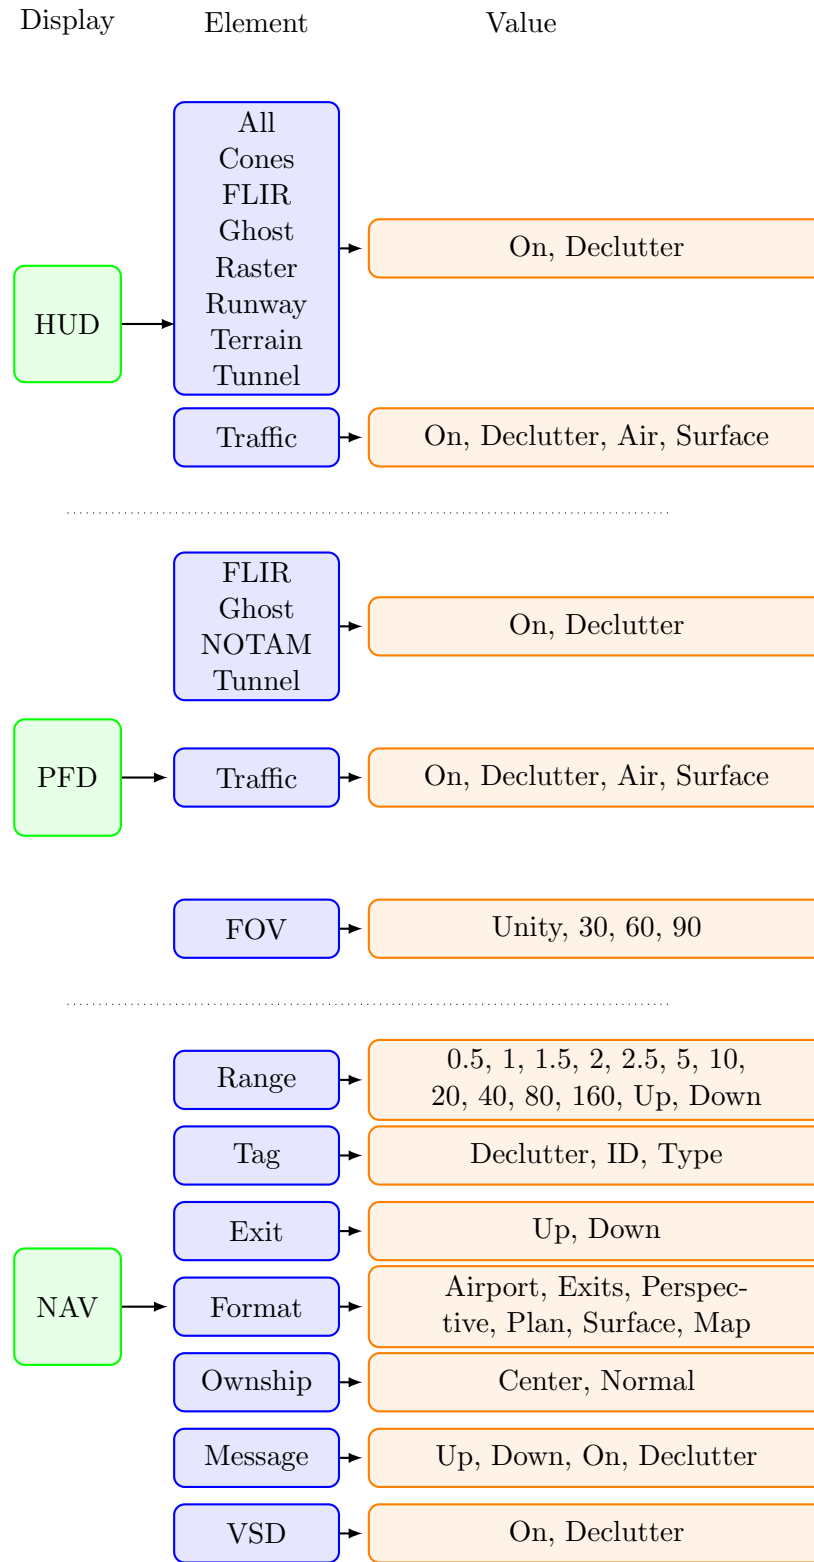 Display Element Value
All
Cones
FLIR
Ghost
Raster
Runway
Terrain
Tunnel
On, Declutter
HUD
Traffic
On, Declutter, Air, Surface
FLIR
Ghost
NOTAM
Tunnel
On, Declutter
PFD
Traffic
On, Declutter, Air, Surface
FOV
Unity, 30, 60, 90
Range
0.5, 1, 1.5, 2, 2.5, 5, 10,
20, 40, 80, 160, Up, Down
Tag
Declutter, ID, Type
Exit
Up, Down
NAV
Format
Airport, Exits, Perspec-
tive, Plan, Surface, Map
Ownship
Center, Normal
Message
Up, Down, On, Declutter
VSD
On, Declutter